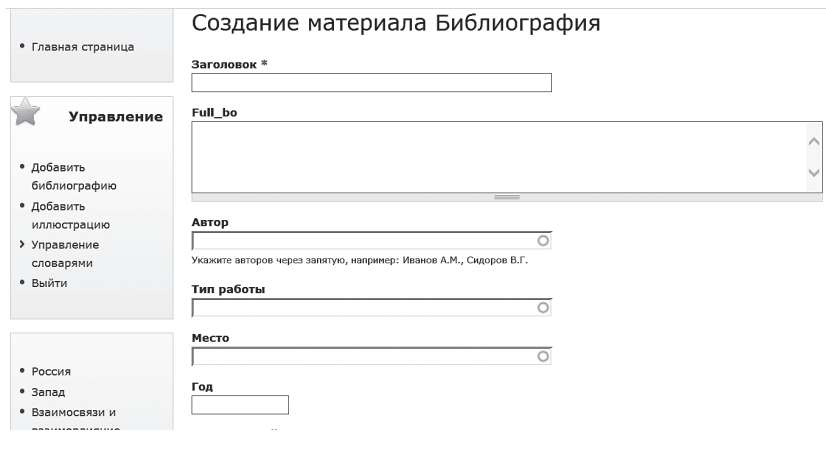 Главная страница
Управление
Добавить
библиографию
Добавить
иллюстрацию
Управление
словарями
Выйти
Россия
Запад
Взаимосвязи и
Создание материала Библиография
Заголовок *
Full_bo
Автор
Укажите авторов через запятую, например: Иванов А.М., Сидоров В.Г.
Тип работы
Место
Год